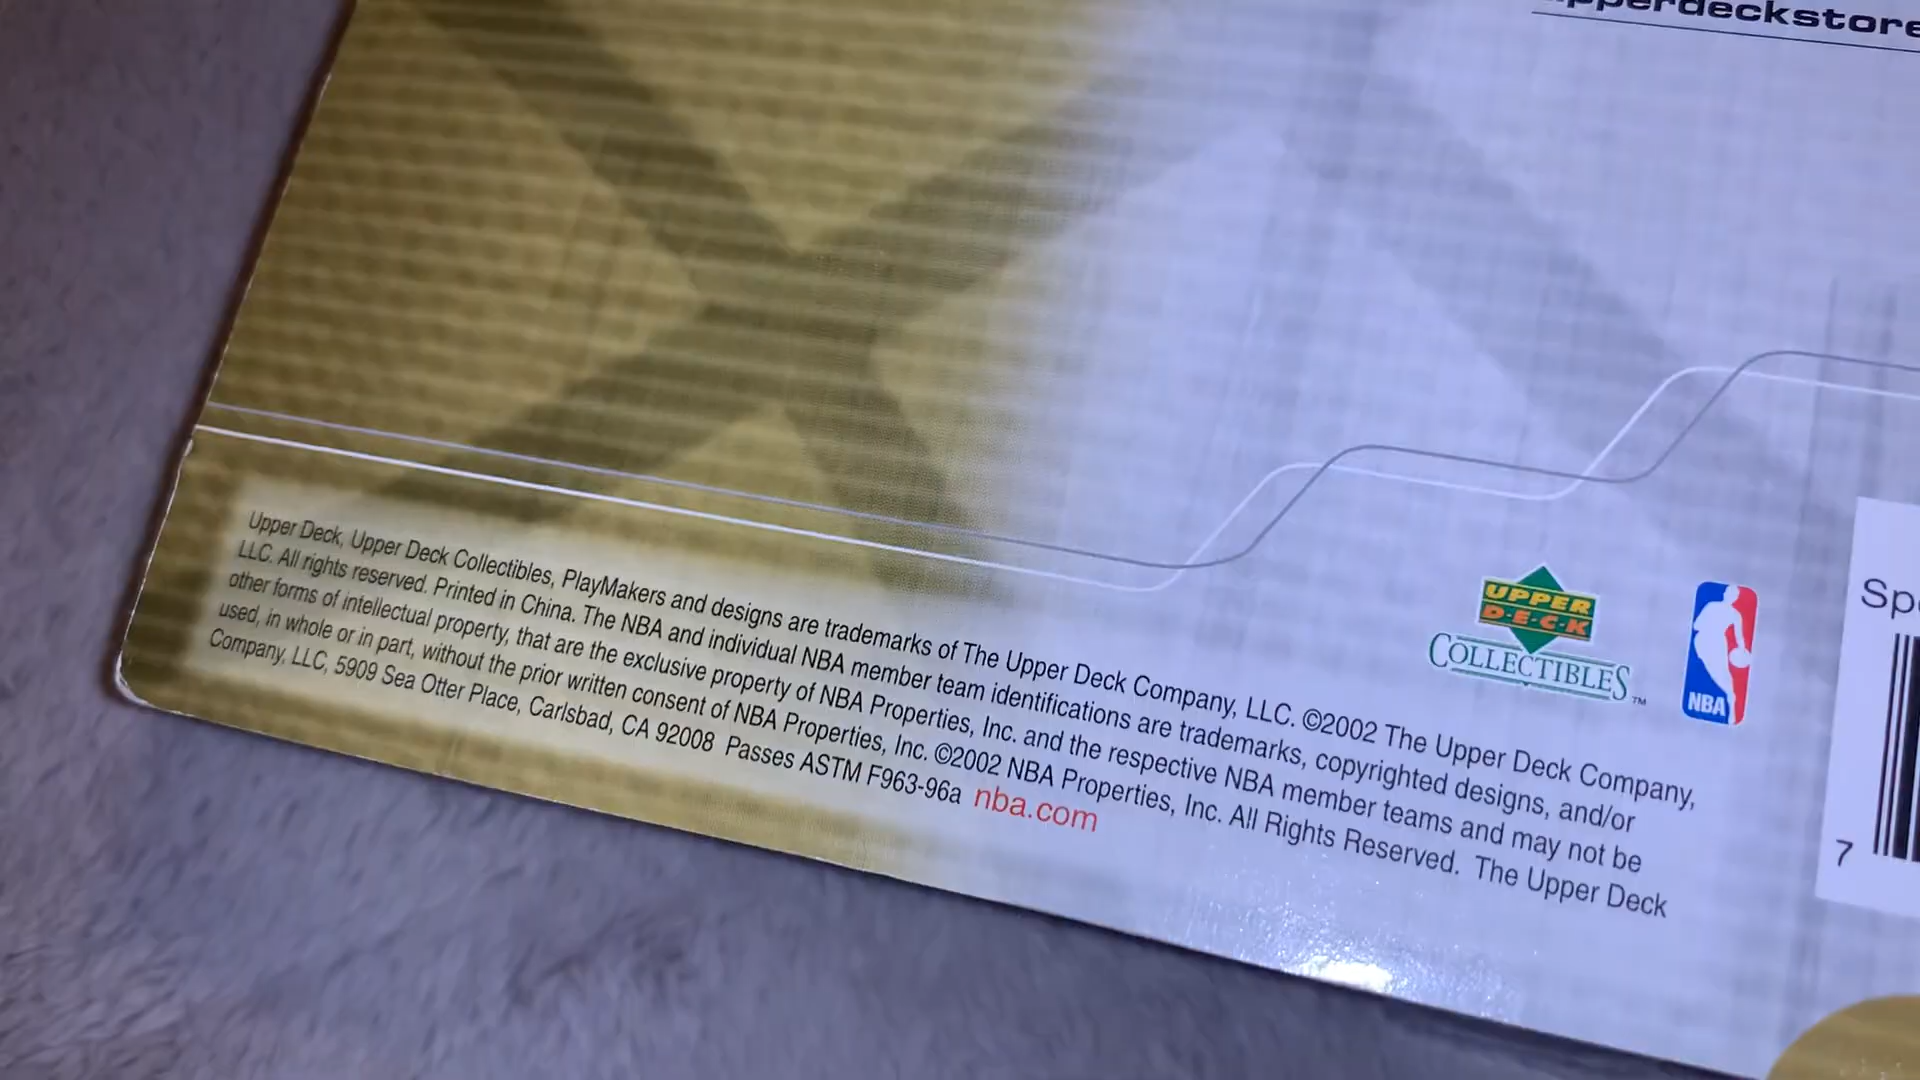 Upper Deck, Upper Deck Collectibles, PlayMakers and designs are trademarks of The Upper Deck Company, LLC. ©2002 The Upper Deck Company,
LLC. All rights reserved. Printed in China. The NBA and individual NBA member team identifications are trademarks, copyrighted designs, and/or
other forms of intellectual property, that are the exclusive property of NBA Properties, Inc. and the respective NBA member teams and may not be
used, in whole or in part, without the prior written consent of NBA Properties, Inc. ©2002 NBA Properties, Inc. All Rights Reserved. The Upper Deck
Company, LLC, 5909 Sea Otter Place, Carlsbad, CA 92008 Passes ASTM F963-96a nba.com
UPPER
D·E·C·K
COLLECTIBLES™
NBA
7